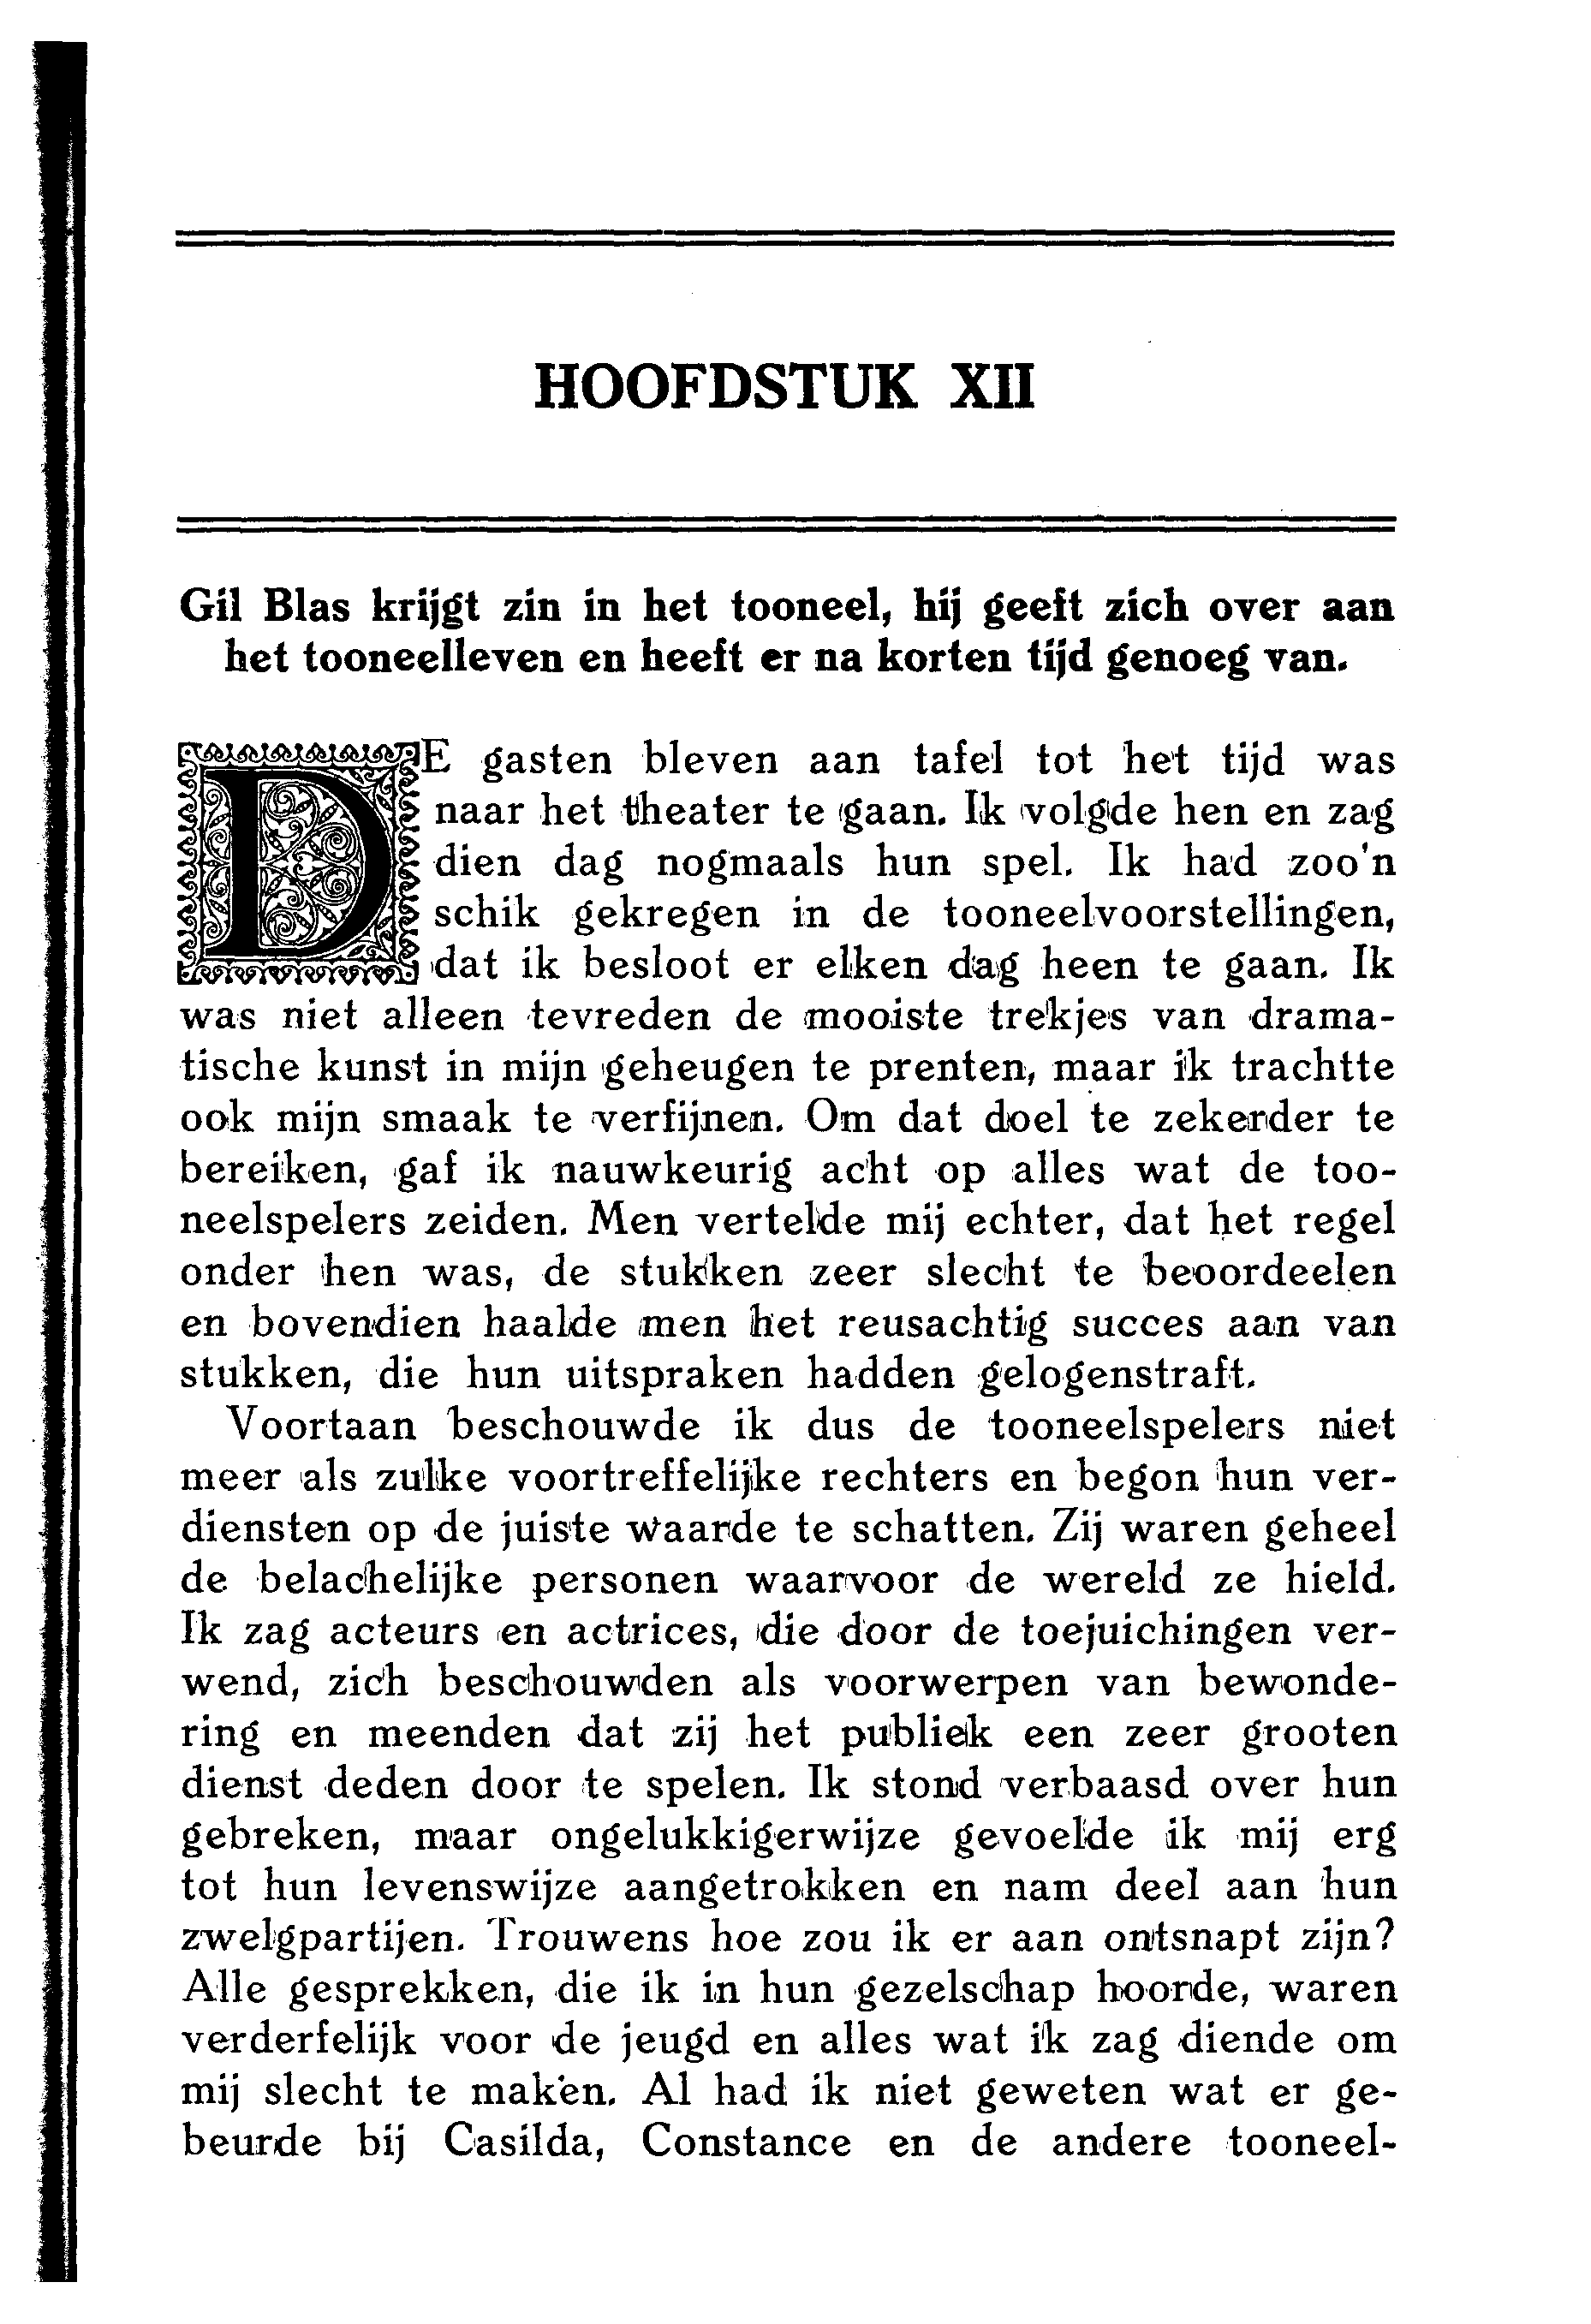 HOOFDSTUK XII
Gil Blas krijgt zin in het tooneel, hij geeft zich over aan
het tooneelleven en heeft er na korten tijd genoeg van.
DE gasten bleven aan tafel tot het tijd was
naar het theater te gaan. Ik volgde hen en zag
dien dag nogmaals hun spel. Ik had zoo'n
schik gekregen in de tooneelvoorstellingen,
dat ik besloot er elken dag heen te gaan. Ik
was niet alleen tevreden de mooiste trekjes van drama-
tische kunst in mijn geheugen te prenten, maar ik trachtte
ook mijn smaak te verfijnen. Om dat doel te zekerder te
bereiken, gaf ik nauwkeurig acht op alles wat de too-
neelspelers zeiden. Men vertelde mij echter, dat het regel
onder hen was, de stukken zeer slecht te beoordeelen
en bovendien haalde men het reusachtig succes aan van
stukken, die hun uitspraken hadden gelogenstraft.
Voortaan beschouwde ik dus de tooneelspelers niet
meer als zulke voortreffelijke rechters en begon hun ver-
diensten op de juiste waarde te schatten. Zij waren geheel
de belachelijke personen waarvoor de wereld ze hield.
Ik zag acteurs en actrices, die door de toejuichingen ver-
wend, zich beschouwden als voorwerpen van bewonde-
ring en meenden dat zij het publiek een zeer grooten
dienst deden door te spelen. Ik stond verbaasd over hun
gebreken, maar ongelukkigerwijze gevoelde ik mij erg
tot hun levenswijze aangetrokken en nam deel aan hun
zwelgpartijen. Trouwens hoe zou ik er aan ontsnapt zijn?
Alle gesprekken, die ik in hun gezelschap hoorde, waren
verderfelijk voor de jeugd en alles wat ik zag diende om
mij slecht te maken. Al had ik niet geweten wat er ge-
beurde bij Casilda, Constance en de andere tooneel-